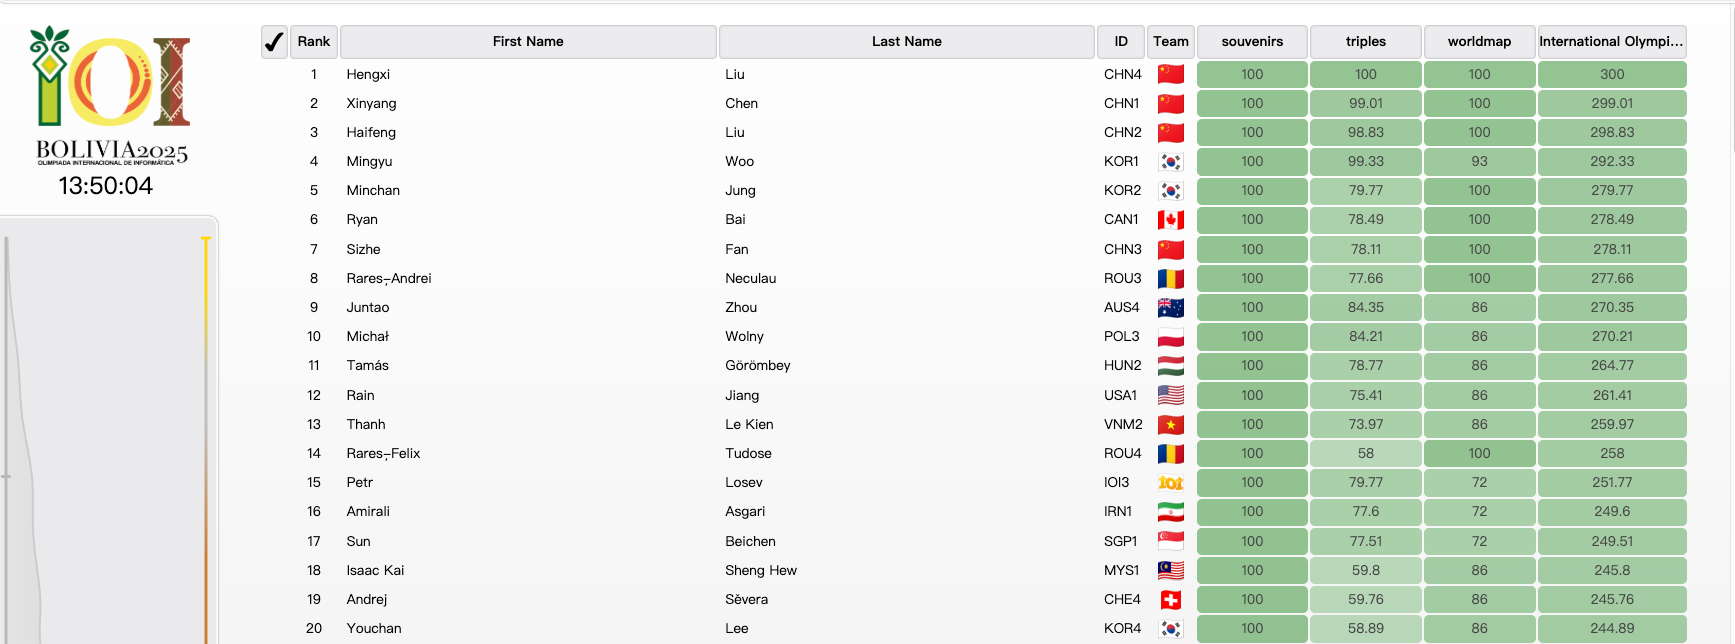 BOLIVIA2025
OLIMPIADA INTERNACIONAL DE INFORMÁTICA
13:50:04
✓ Rank First Name Last Name ID Team souvenirs triples worldmap International Olympi...
1 Hengxi Liu CHN4 100 100 100 300
2 Xinyang Chen CHN1 100 99.01 100 299.01
3 Haifeng Liu CHN2 100 98.83 100 298.83
4 Mingyu Woo KOR1 100 99.33 93 292.33
5 Minchan Jung KOR2 100 79.77 100 279.77
6 Ryan Bai CAN1 100 78.49 100 278.49
7 Sizhe Fan CHN3 100 78.11 100 278.11
8 Rares,-Andrei Neculau ROU3 100 77.66 100 277.66
9 Juntao Zhou AUS4 100 84.35 86 270.35
10 Michał Wolny POL3 100 84.21 86 270.21
11 Tamás Görömbey HUN2 100 78.77 86 264.77
12 Rain Jiang USA1 100 75.41 86 261.41
13 Thanh Le Kien VNM2 100 73.97 86 259.97
14 Rares,-Felix Tudose ROU4 100 58 100 258
15 Petr Losev IOI3 100 79.77 72 251.77
16 Amirali Asgari IRN1 100 77.6 72 249.6
17 Sun Beichen SGP1 100 77.51 72 249.51
18 Isaac Kai Sheng Hew MYS1 100 59.8 86 245.8
19 Andrej Ševera CHE4 100 59.76 86 245.76
20 Youchan Lee KOR4 100 58.89 86 244.89